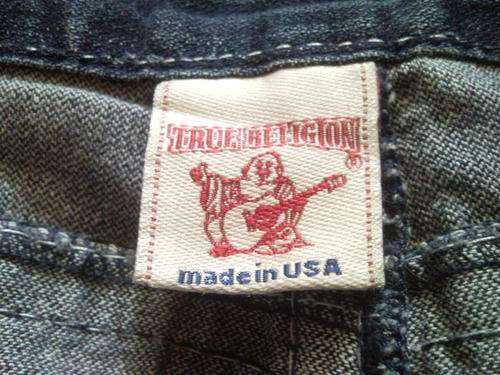 TRUE RELIGION
®
made in USA